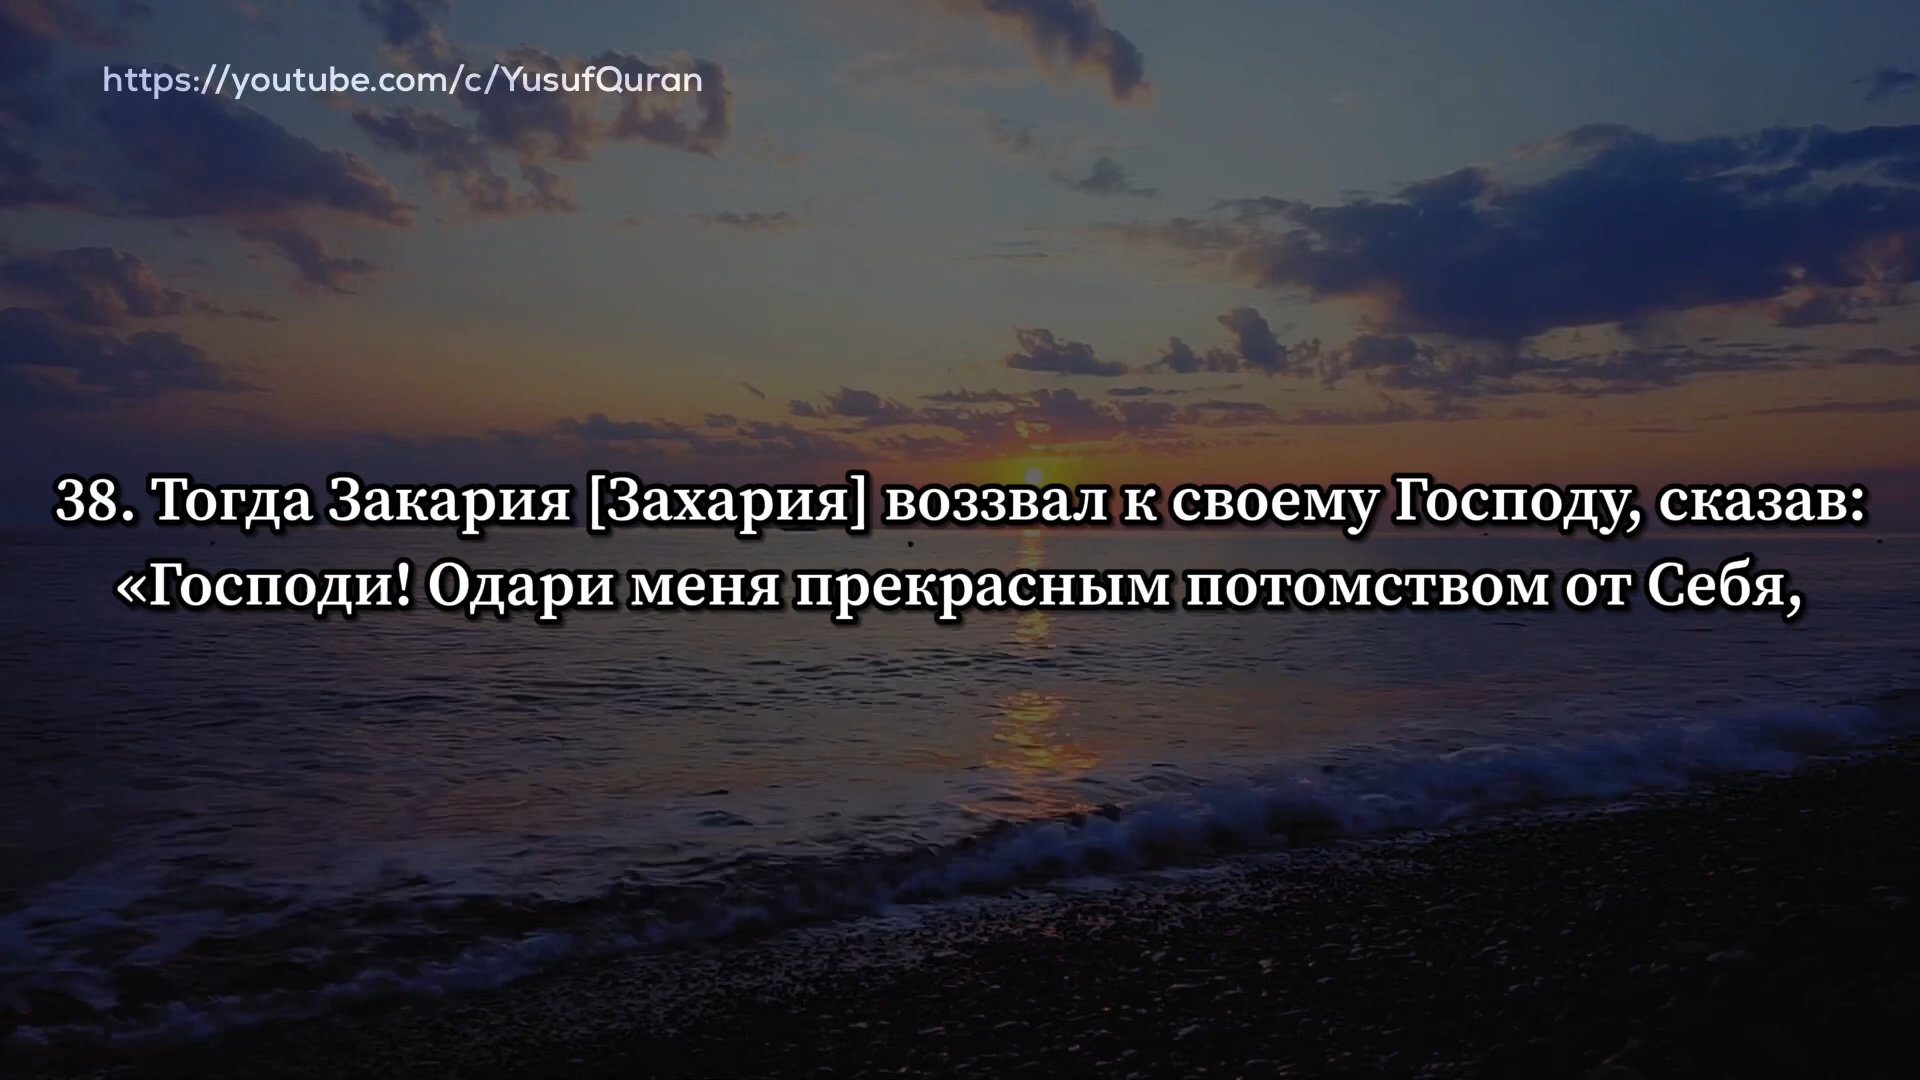 https://youtube.com/c/YusufQuran
38. Тогда Закария [Захария] воззвал к своему Господу, сказав:
«Господи! Одари меня прекрасным потомством от Себя,